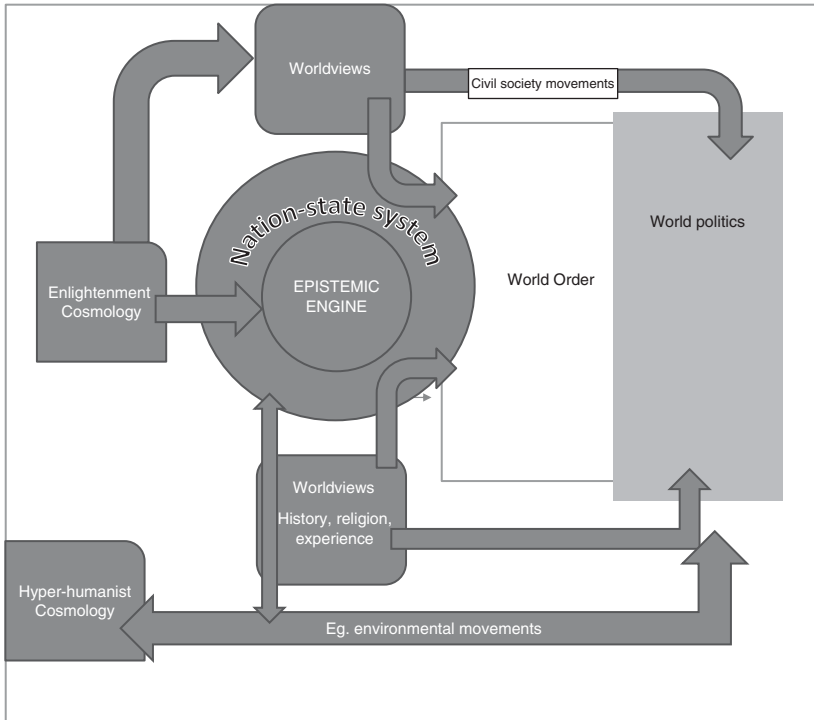 Worldviews
Civil society movements
World politics
Nation-state system
World Order
EPISTEMIC
ENGINE
Enlightenment
Cosmology
Worldviews
History, religion,
experience
Hyper-humanist
Cosmology
Eg. environmental movements